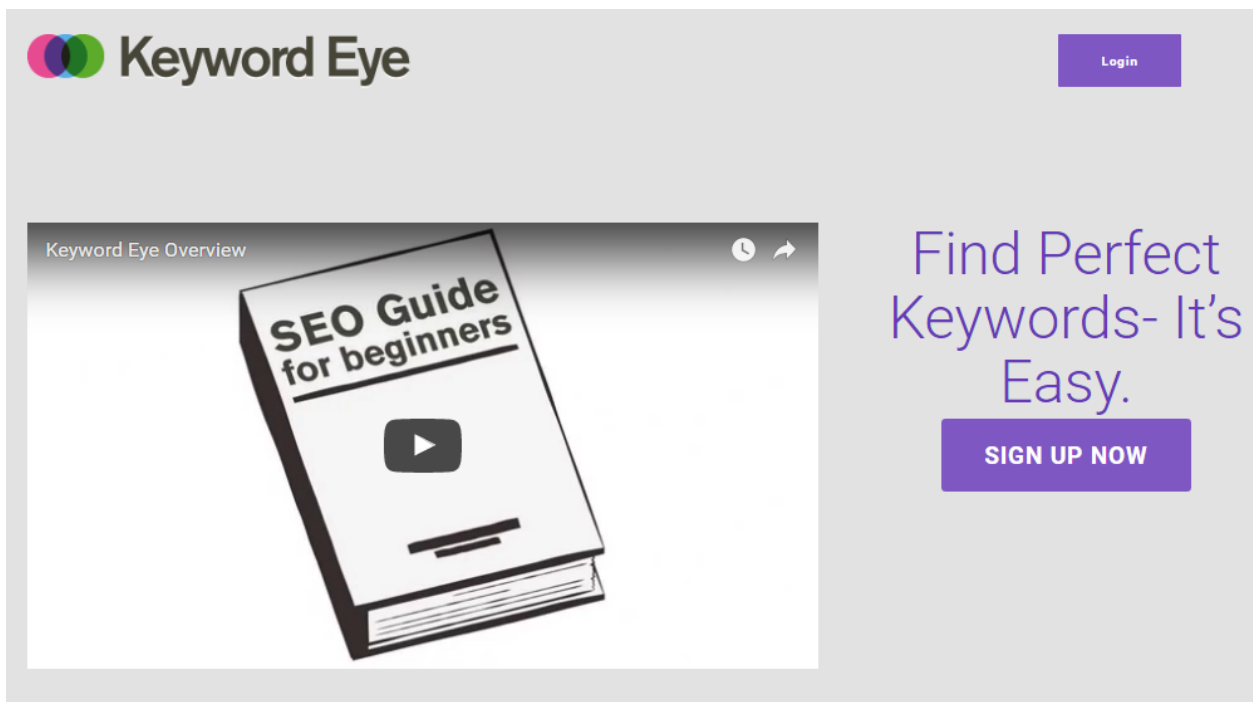 Keyword Eye
Login
Keyword Eye Overview
SEO Guide
for beginners
Find Perfect
Keywords- It’s
Easy.
SIGN UP NOW